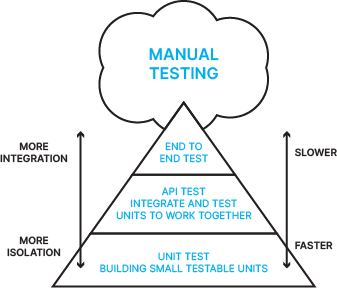 MANUAL
TESTING
MORE
INTEGRATION
END TO
END TEST
SLOWER
API TEST
INTEGRATE AND TEST
UNITS TO WORK TOGETHER
MORE
ISOLATION
UNIT TEST
BUILDING SMALL TESTABLE UNITS
FASTER